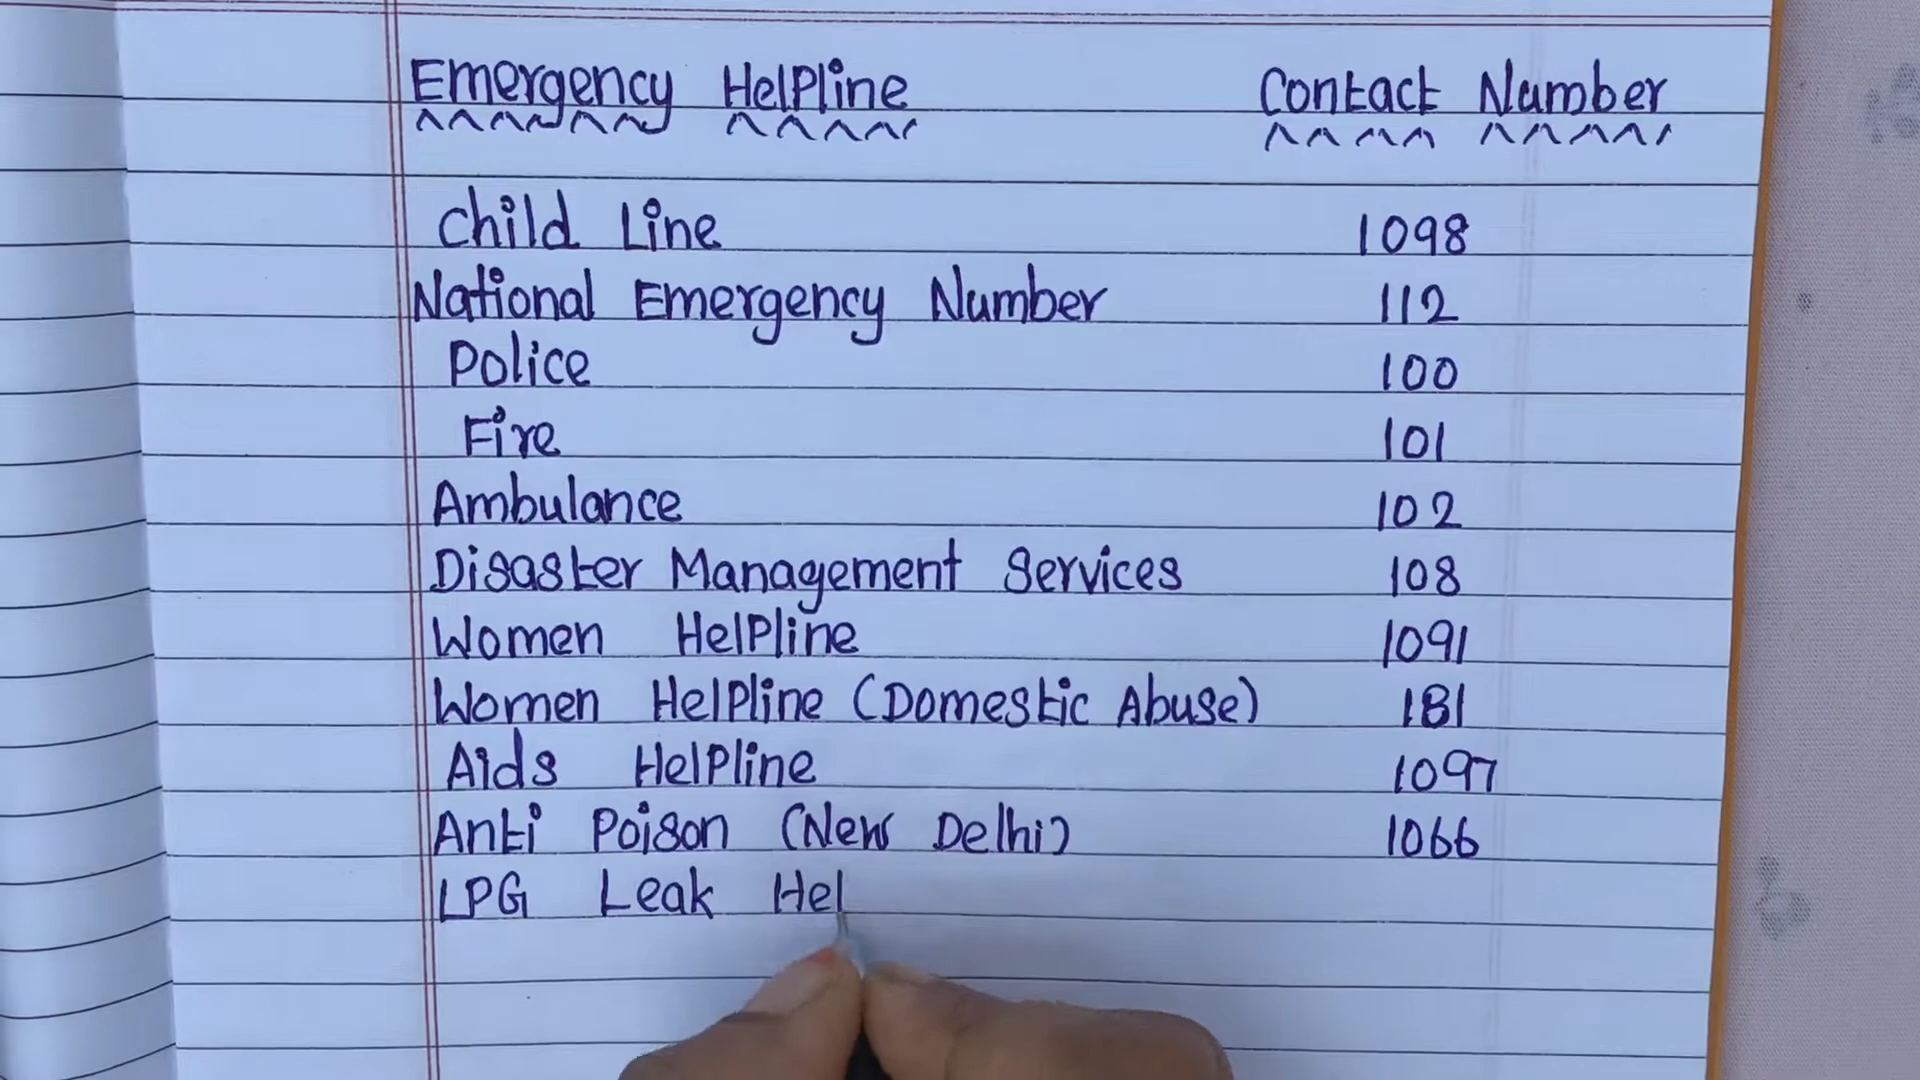 Emergency Helpline Contact Number
Child Line 1098
National Emergency Number 112
Police 100
Fire 101
Ambulance 102
Disaster Management Services 108
Women Helpline 1091
Women Helpline (Domestic Abuse) 181
Aids Helpline 1097
Anti Poison (New Delhi) 1066
LPG Leak Hel